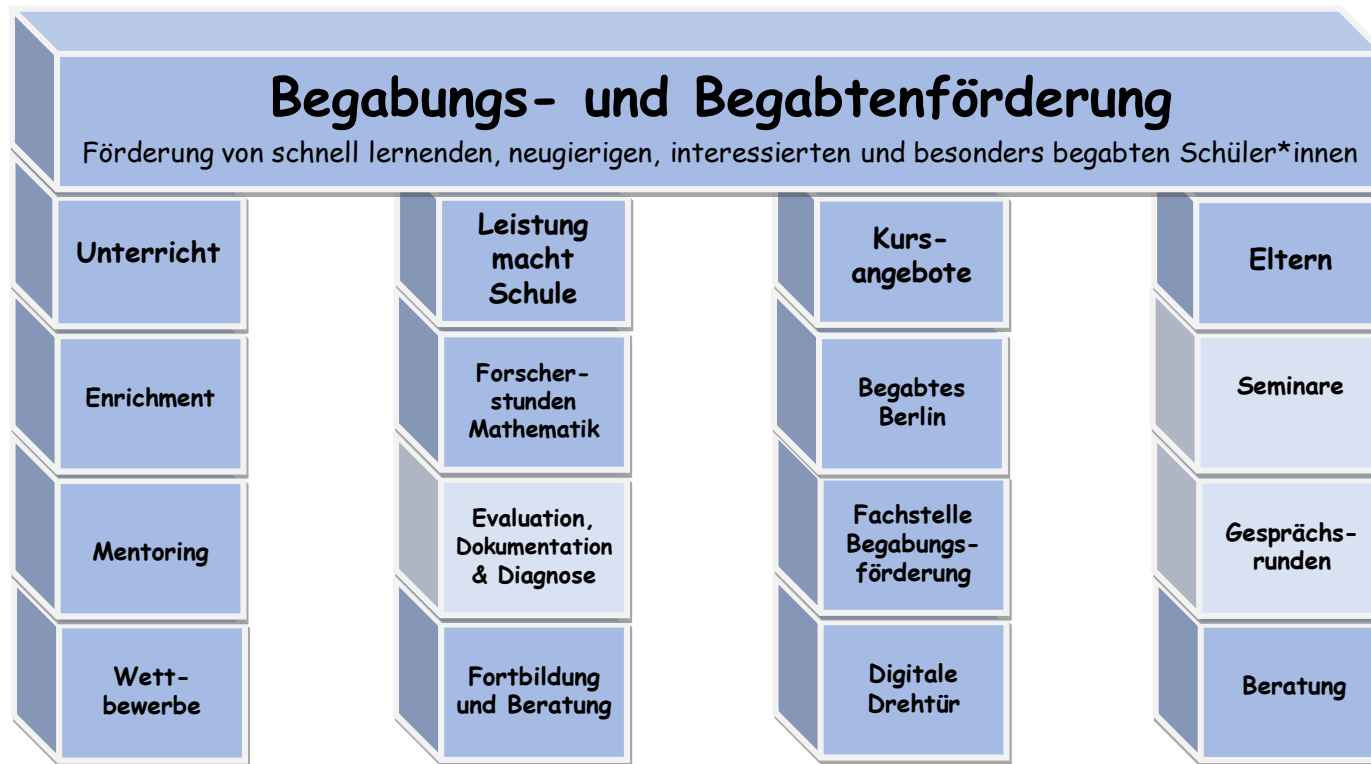 Begabungs- und Begabtenförderung
Förderung von schnell lernenden, neugierigen, interessierten und besonders begabten Schüler*innen
Unterricht
Enrichment
Mentoring
Wett-
bewerbe
Leistung
macht
Schule
Forscher-
stunden
Mathematik
Evaluation,
Dokumentation
& Diagnose
Fortbildung
und Beratung
Kurs-
angebote
Begabtes
Berlin
Fachstelle
Begabungs-
förderung
Digitale
Drehtür
Eltern
Seminare
Gesprächs-
runden
Beratung